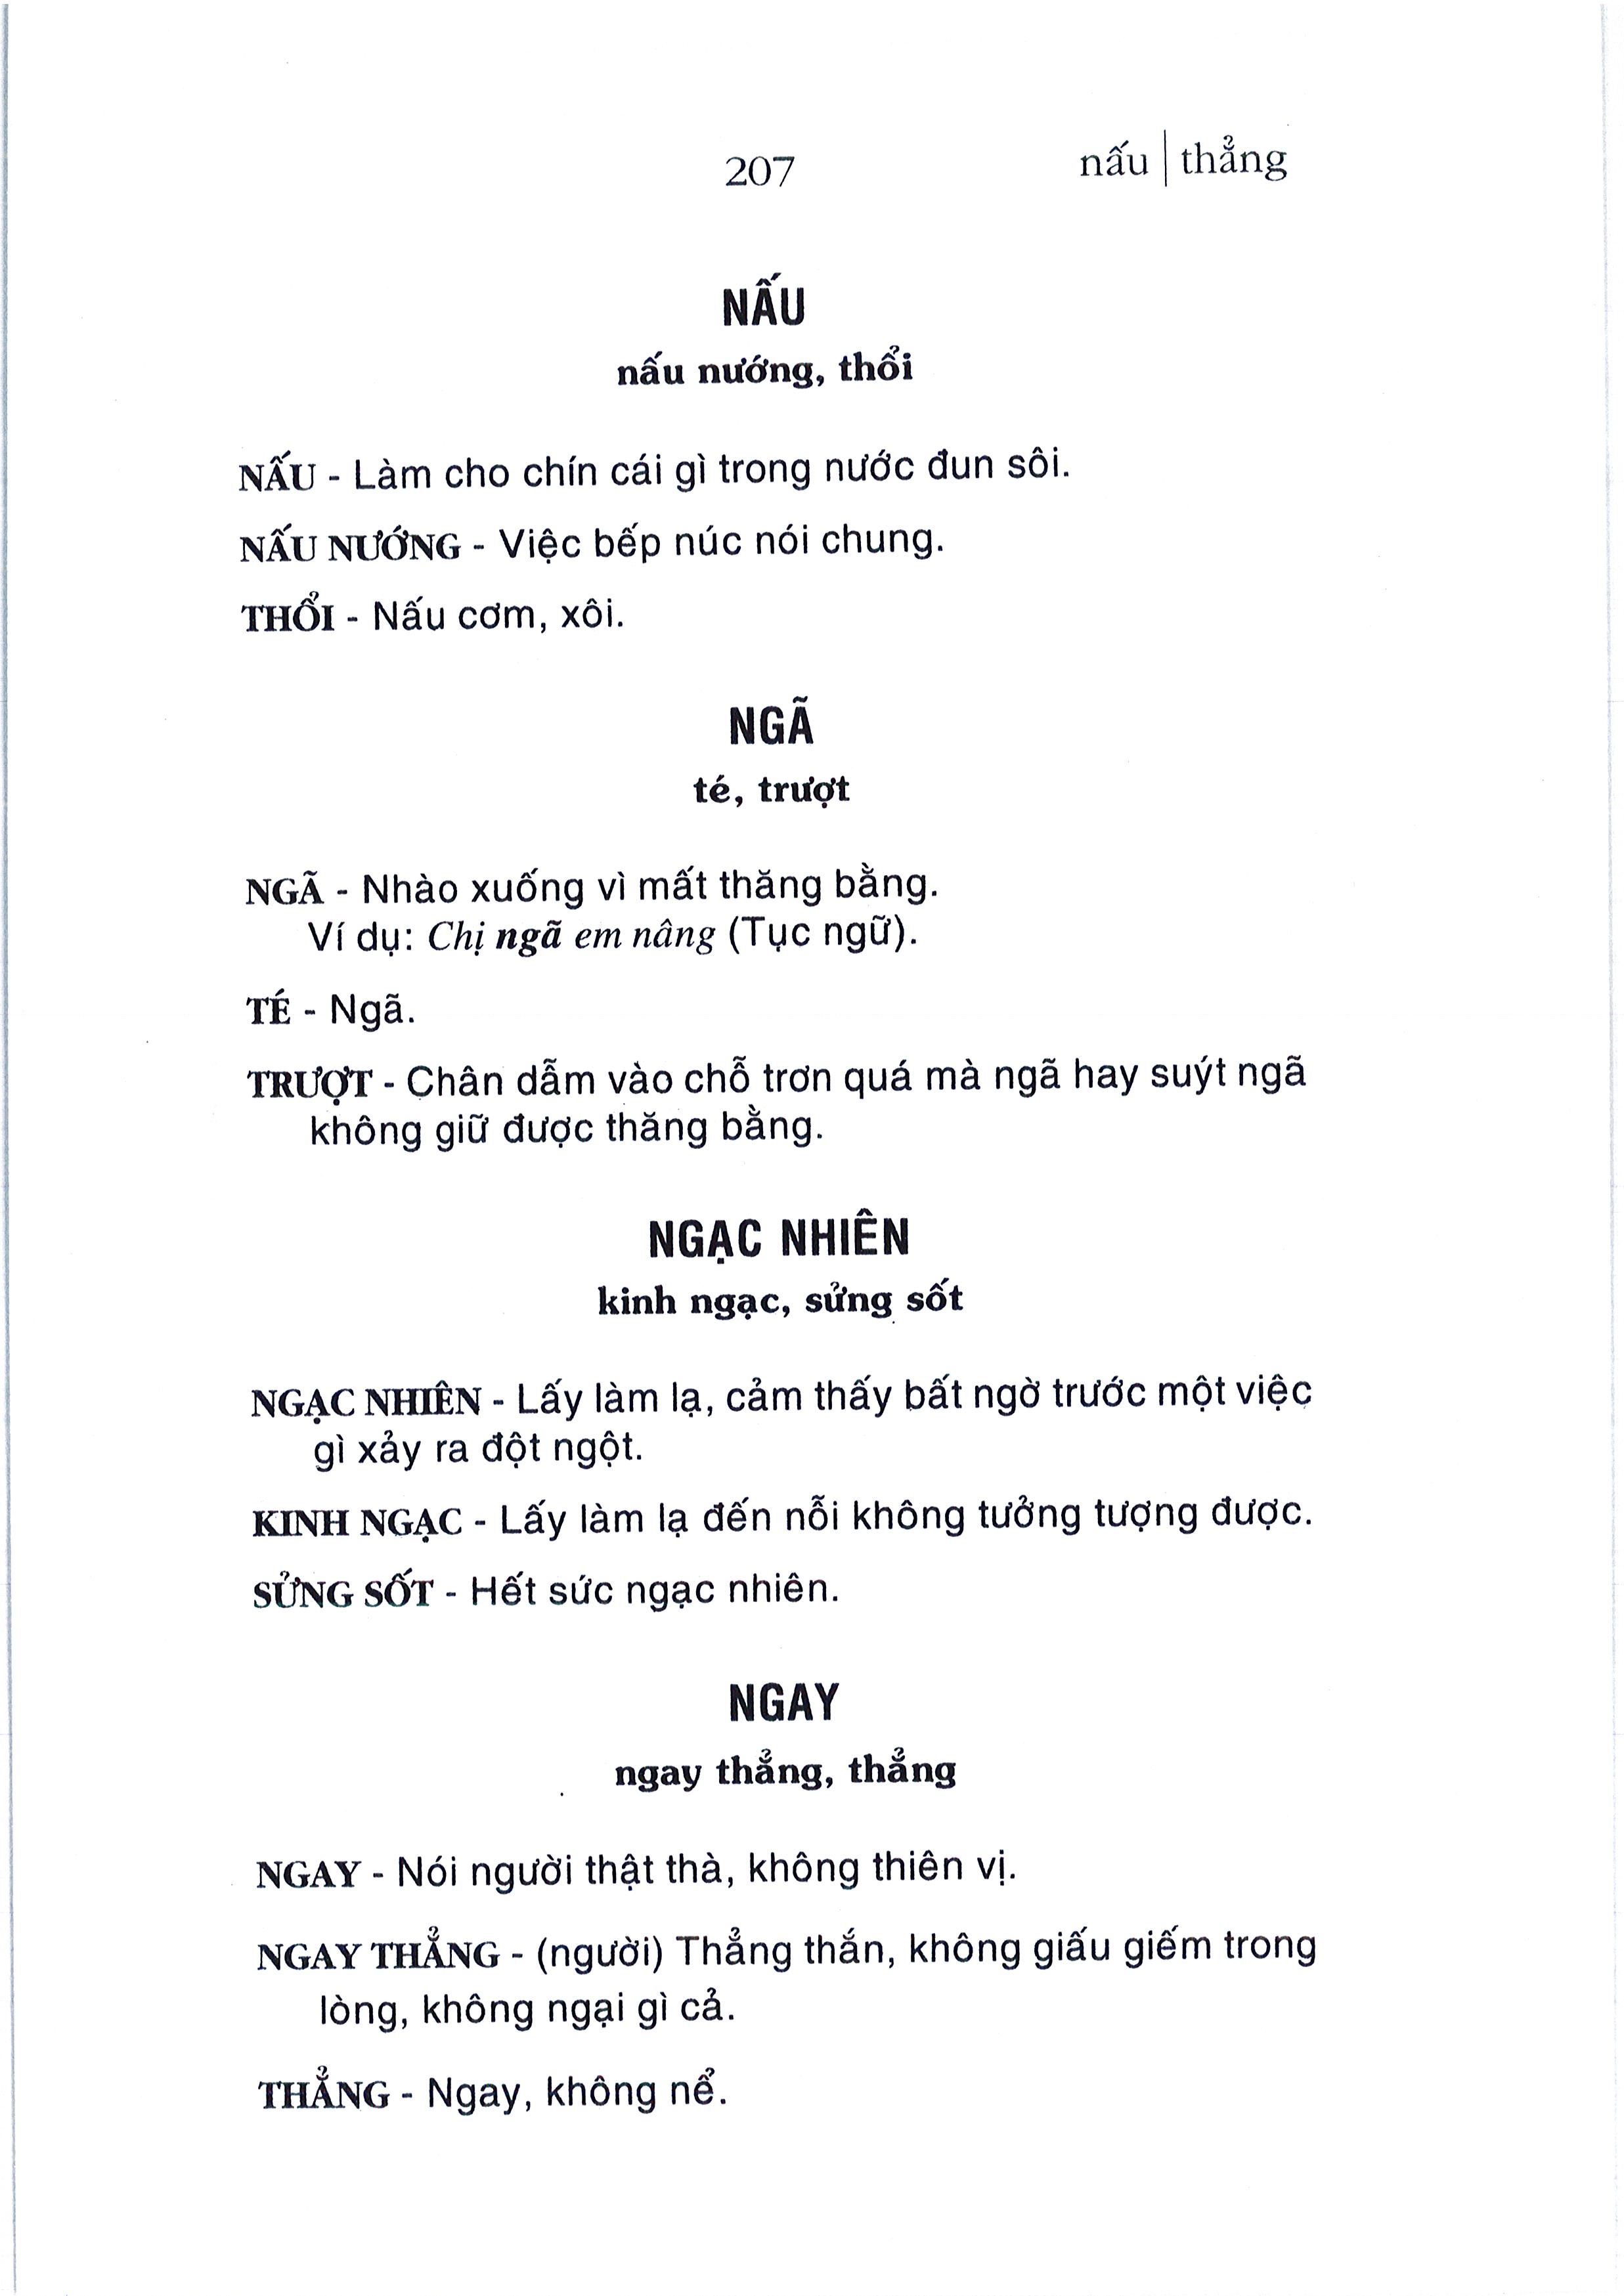 207
nấu | thẳng
NẤU
nấu nướng, thổi
NẤU - Làm cho chín cái gì trong nước đun sôi.
NẤU NƯỚNG - Việc bếp núc nói chung.
THỔI - Nấu cơm, xôi.
NGÃ
té, trượt
NGÃ - Nhào xuống vì mất thăng bằng.
Ví dụ: Chị ngã em nâng (Tục ngữ).
TÉ - Ngã.
TRƯỢT - Chân dẫm vào chỗ trơn quá mà ngã hay suýt ngã
không giữ được thăng bằng.
NGẠC NHIÊN
kinh ngạc, sửng sốt
NGẠC NHIÊN - Lấy làm lạ, cảm thấy bất ngờ trước một việc
gì xảy ra đột ngột.
KINH NGẠC - Lấy làm lạ đến nỗi không tưởng tượng được.
SỬNG SỐT - Hết sức ngạc nhiên.
NGAY
ngay thẳng, thẳng
NGAY - Nói người thật thà, không thiên vị.
NGAY THẲNG - (người) Thẳng thắn, không giấu giếm trong
lòng, không ngại gì cả.
THẲNG - Ngay, không nể.